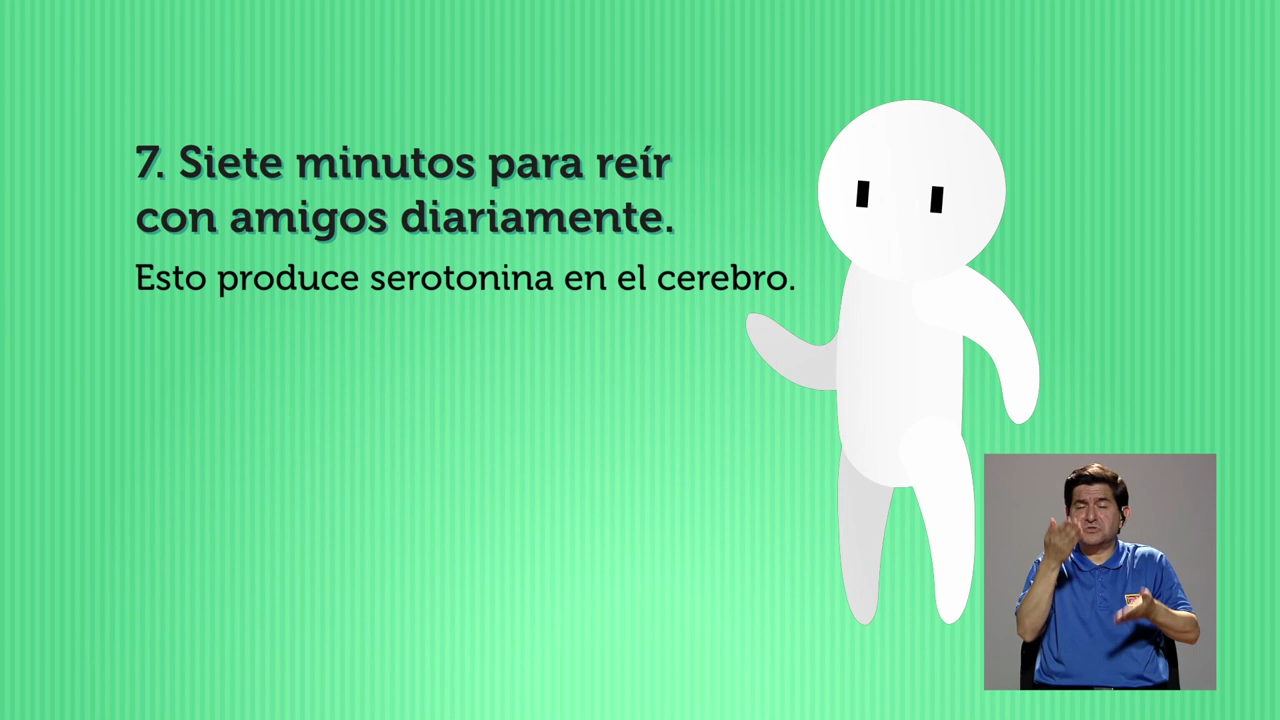 7. Siete minutos para reír
con amigos diariamente.
Esto produce serotonina en el cerebro.